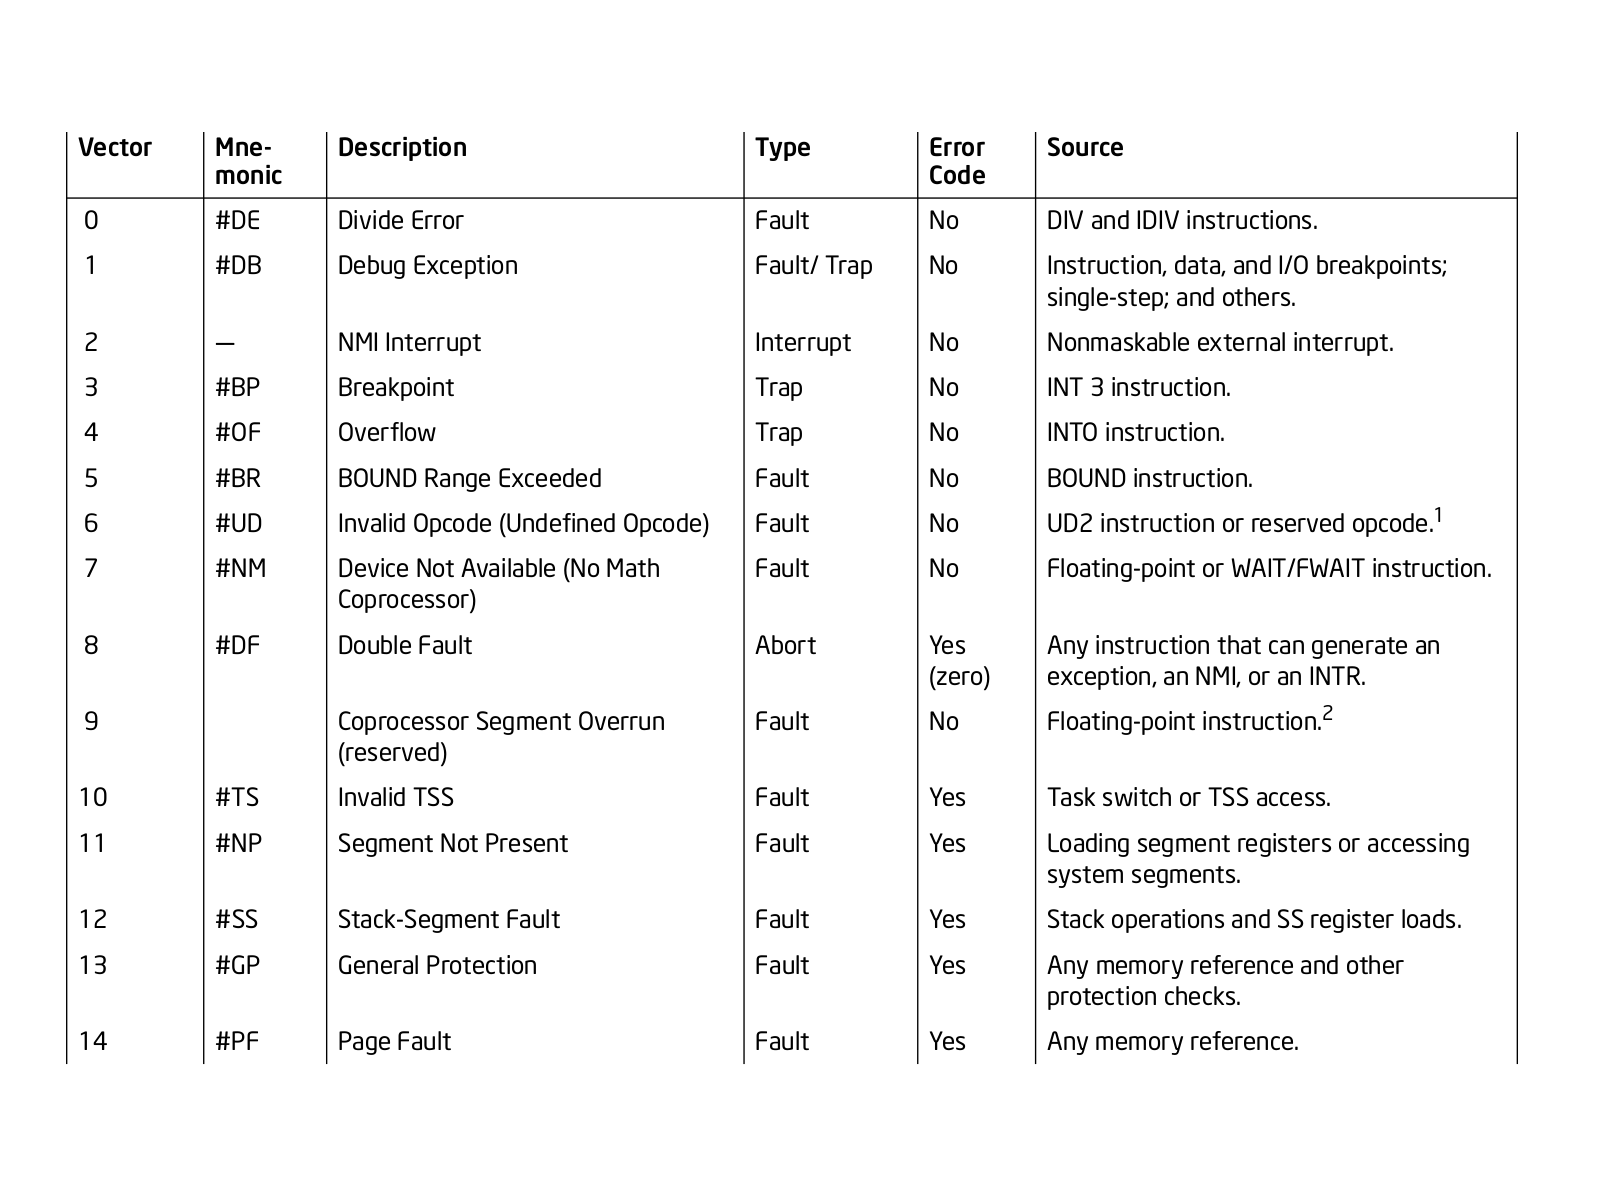 Vector Mne- Description Type Error Source
monic Code
0 #DE Divide Error Fault No DIV and IDIV instructions.
1 #DB Debug Exception Fault/ Trap No Instruction, data, and I/O breakpoints;
single-step; and others.
2 — NMI Interrupt Interrupt No Nonmaskable external interrupt.
3 #BP Breakpoint Trap No INT 3 instruction.
4 #OF Overflow Trap No INTO instruction.
5 #BR BOUND Range Exceeded Fault No BOUND instruction.
6 #UD Invalid Opcode (Undefined Opcode) Fault No UD2 instruction or reserved opcode.1
7 #NM Device Not Available (No Math Fault No Floating-point or WAIT/FWAIT instruction.
Coprocessor)
8 #DF Double Fault Abort Yes Any instruction that can generate an
(zero) exception, an NMI, or an INTR.
9 Coprocessor Segment Overrun Fault No Floating-point instruction.2
(reserved)
10 #TS Invalid TSS Fault Yes Task switch or TSS access.
11 #NP Segment Not Present Fault Yes Loading segment registers or accessing
system segments.
12 #SS Stack-Segment Fault Fault Yes Stack operations and SS register loads.
13 #GP General Protection Fault Yes Any memory reference and other
protection checks.
14 #PF Page Fault Fault Yes Any memory reference.